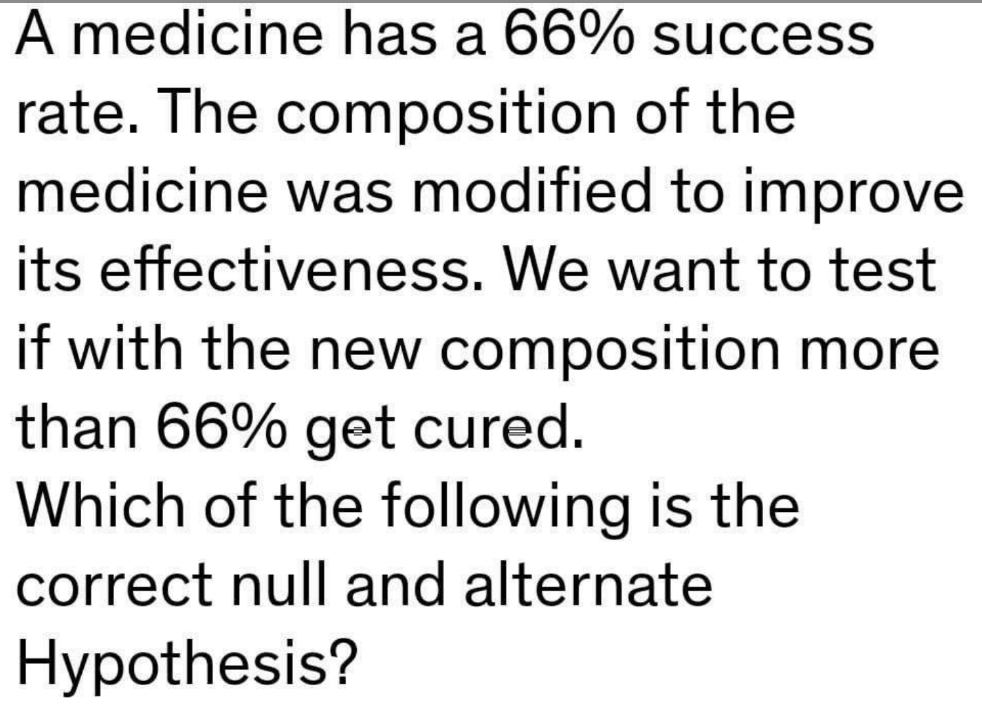 A medicine has a 66% success
rate. The composition of the
medicine was modified to improve
its effectiveness. We want to test
if with the new composition more
than 66% get cured.
Which of the following is the
correct null and alternate
Hypothesis?